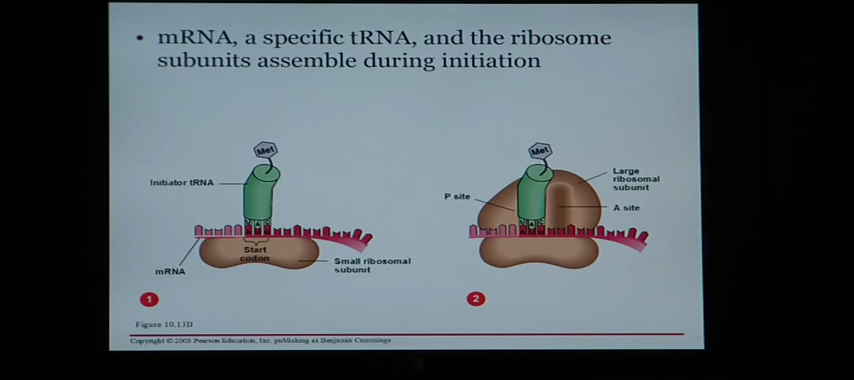 • mRNA, a specific tRNA, and the ribosome
subunits assemble during initiation
Met
Initiator tRNA
Start
codon
mRNA
Small ribosomal
subunit
1
Met
Large
ribosomal
subunit
P site
A site
2
Figure 10.13B
Copyright © 2009 Pearson Education, Inc. publishing as Benjamin Cummings